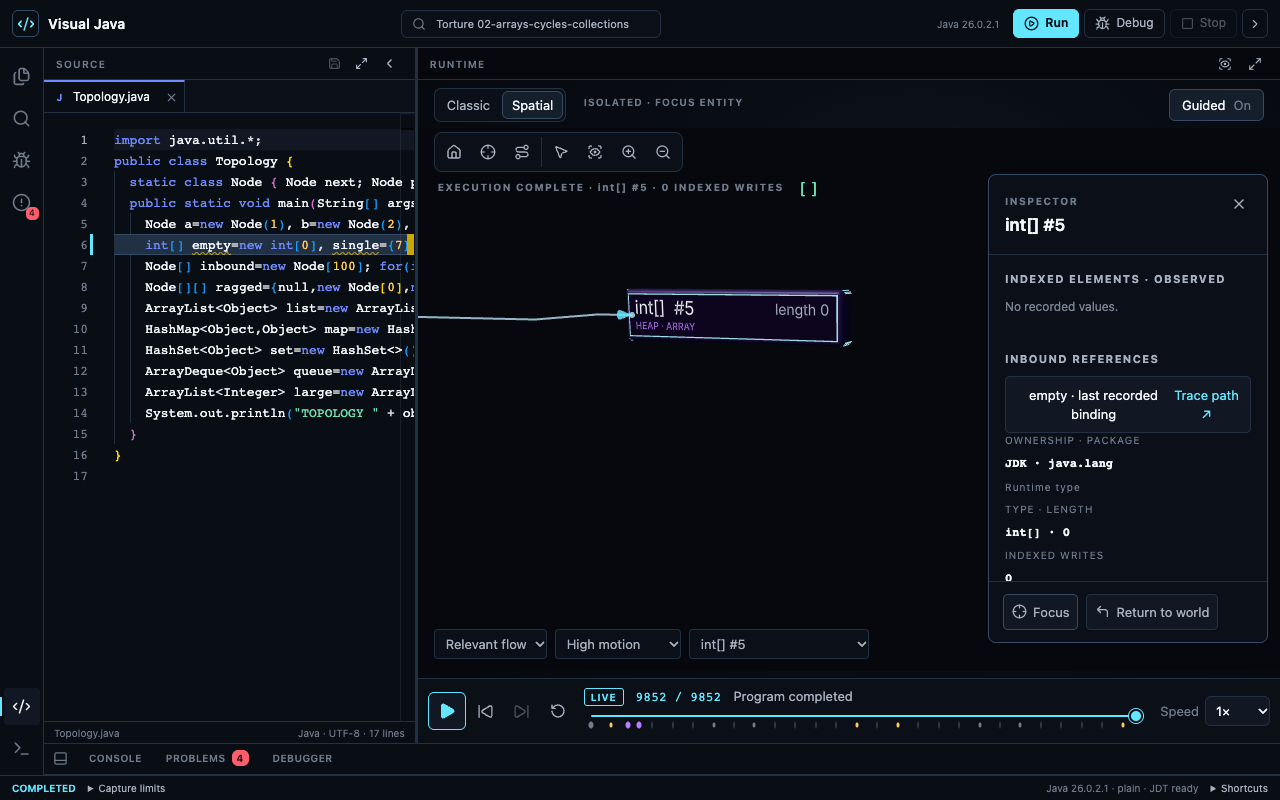 Visual Java
Torture 02-arrays-cycles-collections
Java 26.0.2.1
Run
Debug
Stop
SOURCE
RUNTIME
J Topology.java
Classic
Spatial
ISOLATED · FOCUS ENTITY
Guided On
EXECUTION COMPLETE · int[] #5 · 0 INDEXED WRITES [ ]
1 import java.util.*;
2 public class Topology {
3 static class Node { Node next; Node
4 public static void main(String[] args
5 Node a=new Node(1), b=new Node(2),
6 int[] empty=new int[0], single={7}
7 Node[] inbound=new Node[100]; for(
8 Node[][] ragged={null,new Node[0],
9 ArrayList<Object> list=new ArrayLis
10 HashMap<Object,Object> map=new Hash
11 HashSet<Object> set=new HashSet<>(
12 ArrayDeque<Object> queue=new Array
13 ArrayList<Integer> large=new Array
14 System.out.println("TOPOLOGY " + ob
15 }
16 }
17
int[] #5
length 0
HEAP · ARRAY
INSPECTOR
int[] #5
INDEXED ELEMENTS · OBSERVED
No recorded values.
INBOUND REFERENCES
empty · last recorded binding
Trace path ↗
OWNERSHIP · PACKAGE
JDK · java.lang
Runtime type
TYPE · LENGTH
int[] · 0
INDEXED WRITES
0
Focus
Return to world
Relevant flow
High motion
int[] #5
LIVE
9852 / 9852
Program completed
Speed
1×
Topology.java
Java · UTF-8 · 17 lines
CONSOLE
PROBLEMS 4
DEBUGGER
4
COMPLETED
Capture limits
Java 26.0.2.1 · plain · JDT ready
Shortcuts